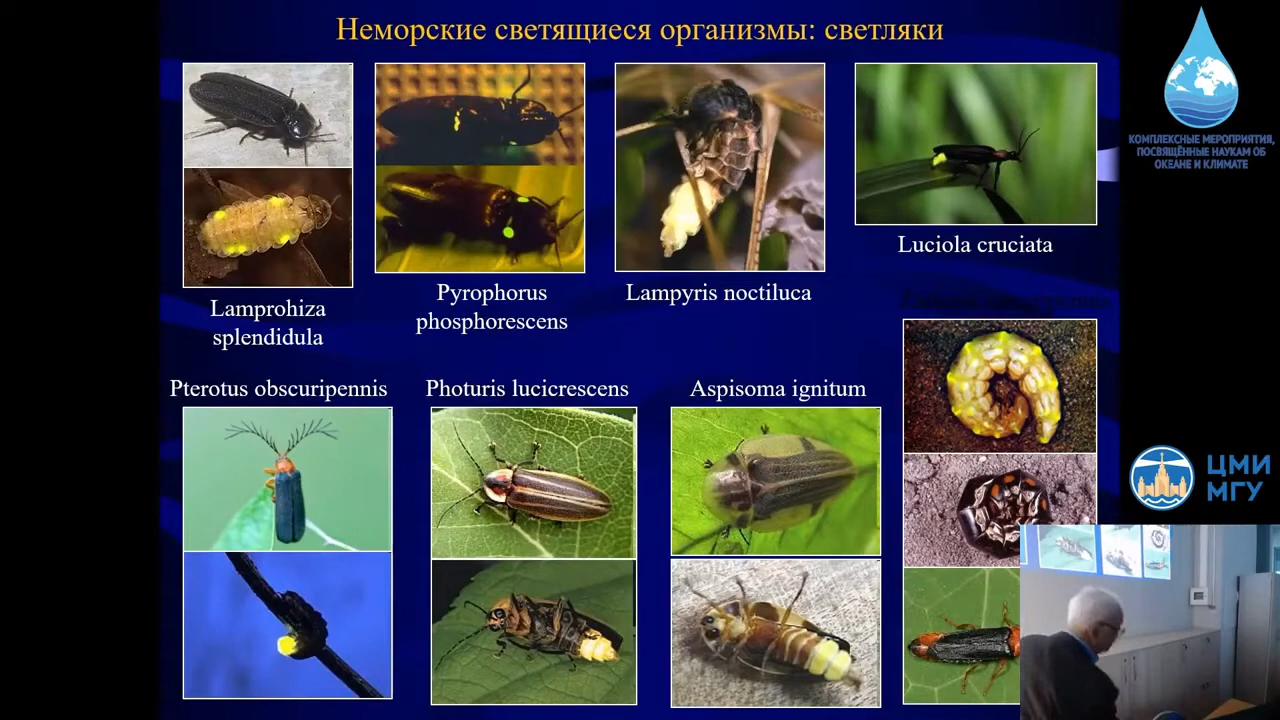 Неморские светящиеся организмы: светляки
КОМПЛЕКСНЫЕ МЕРОПРИЯТИЯ,
ПОСВЯЩЁННЫЕ НАУКАМ ОБ
ОКЕАНЕ И КЛИМАТЕ
Luciola cruciata
Lamprohiza
splendidula
Pyrophorus
phosphorescens
Lampyris noctiluca
Pterotus obscuripennis
Photuris lucicrescens
Aspisoma ignitum
ЦМИ
МГУ